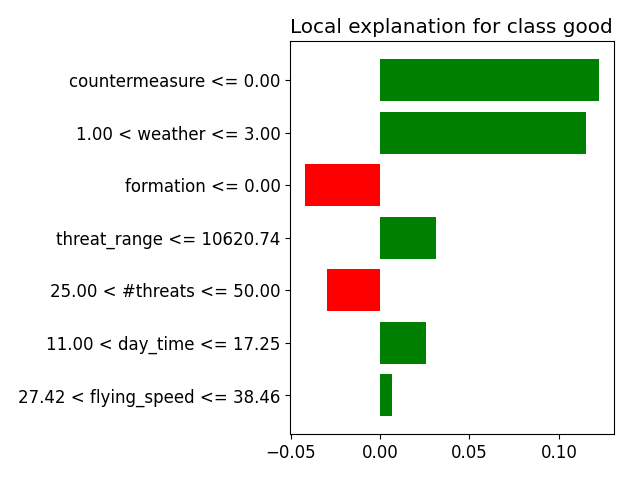 Local explanation for class good
countermeasure <= 0.00
1.00 < weather <= 3.00
formation <= 0.00
threat_range <= 10620.74
25.00 < #threats <= 50.00
11.00 < day_time <= 17.25
27.42 < flying_speed <= 38.46
−0.05 0.00 0.05 0.10